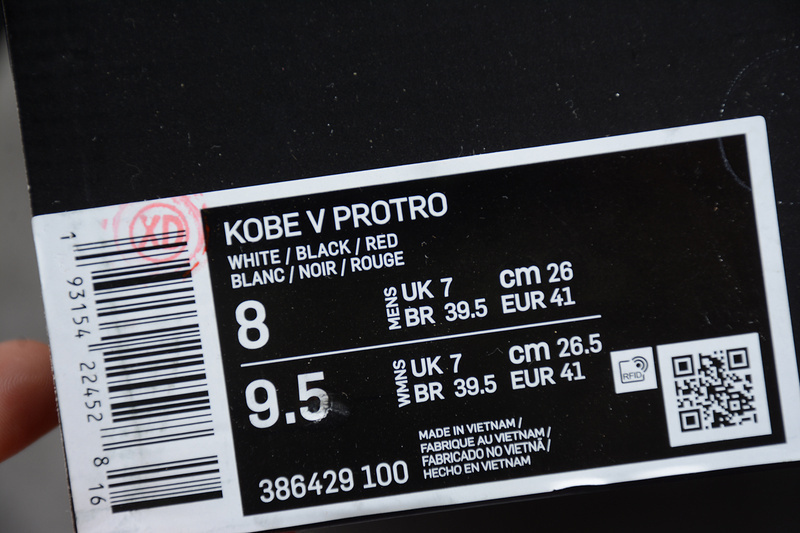 XD
KOBE V PROTRO
WHITE / BLACK / RED
BLANC / NOIR / ROUGE
8
MENS
UK 7 cm 26
BR 39.5 EUR 41
9.5
WMNS
UK 7 cm 26.5
BR 39.5 EUR 41
RFID
MADE IN VIETNAM /
FABRIQUE AU VIETNAM /
FABRICADO NO VIETNÃ /
HECHO EN VIETNAM
386429 100
1 93154 22452 8 16